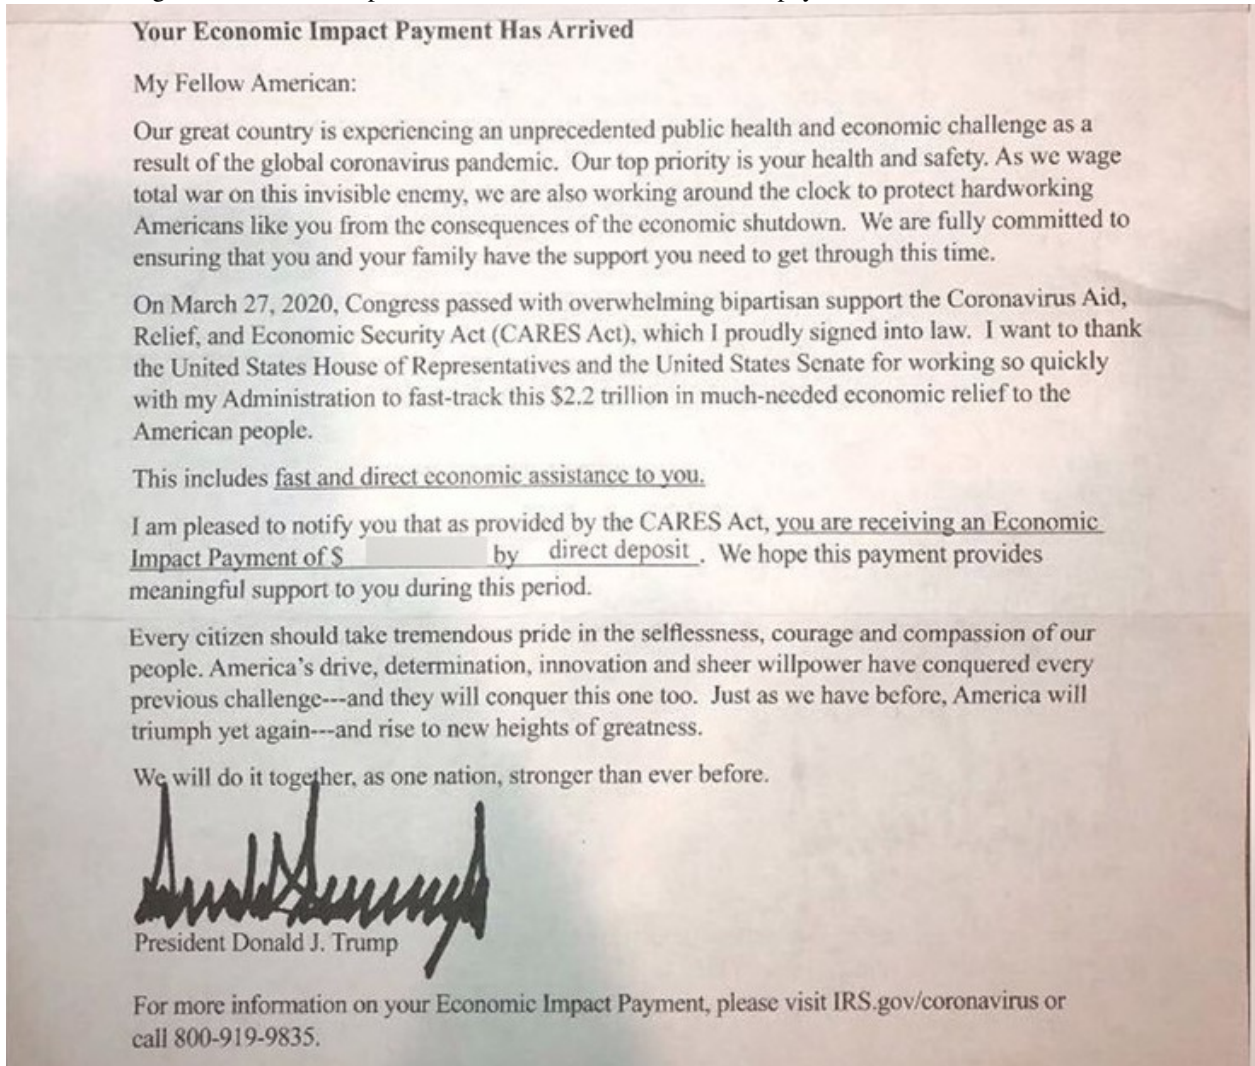 Your Economic Impact Payment Has Arrived
My Fellow American:
Our great country is experiencing an unprecedented public health and economic challenge as a
result of the global coronavirus pandemic. Our top priority is your health and safety. As we wage
total war on this invisible enemy, we are also working around the clock to protect hardworking
Americans like you from the consequences of the economic shutdown. We are fully committed to
ensuring that you and your family have the support you need to get through this time.
On March 27, 2020, Congress passed with overwhelming bipartisan support the Coronavirus Aid,
Relief, and Economic Security Act (CARES Act), which I proudly signed into law. I want to thank
the United States House of Representatives and the United States Senate for working so quickly
with my Administration to fast-track this $2.2 trillion in much-needed economic relief to the
American people.
This includes fast and direct economic assistance to you.
I am pleased to notify you that as provided by the CARES Act, you are receiving an Economic
Impact Payment of $ by direct deposit. We hope this payment provides
meaningful support to you during this period.
Every citizen should take tremendous pride in the selflessness, courage and compassion of our
people. America's drive, determination, innovation and sheer willpower have conquered every
previous challenge---and they will conquer this one too. Just as we have before, America will
triumph yet again---and rise to new heights of greatness.
We will do it together, as one nation, stronger than ever before.
President Donald J. Trump
For more information on your Economic Impact Payment, please visit IRS.gov/coronavirus or
call 800-919-9835.